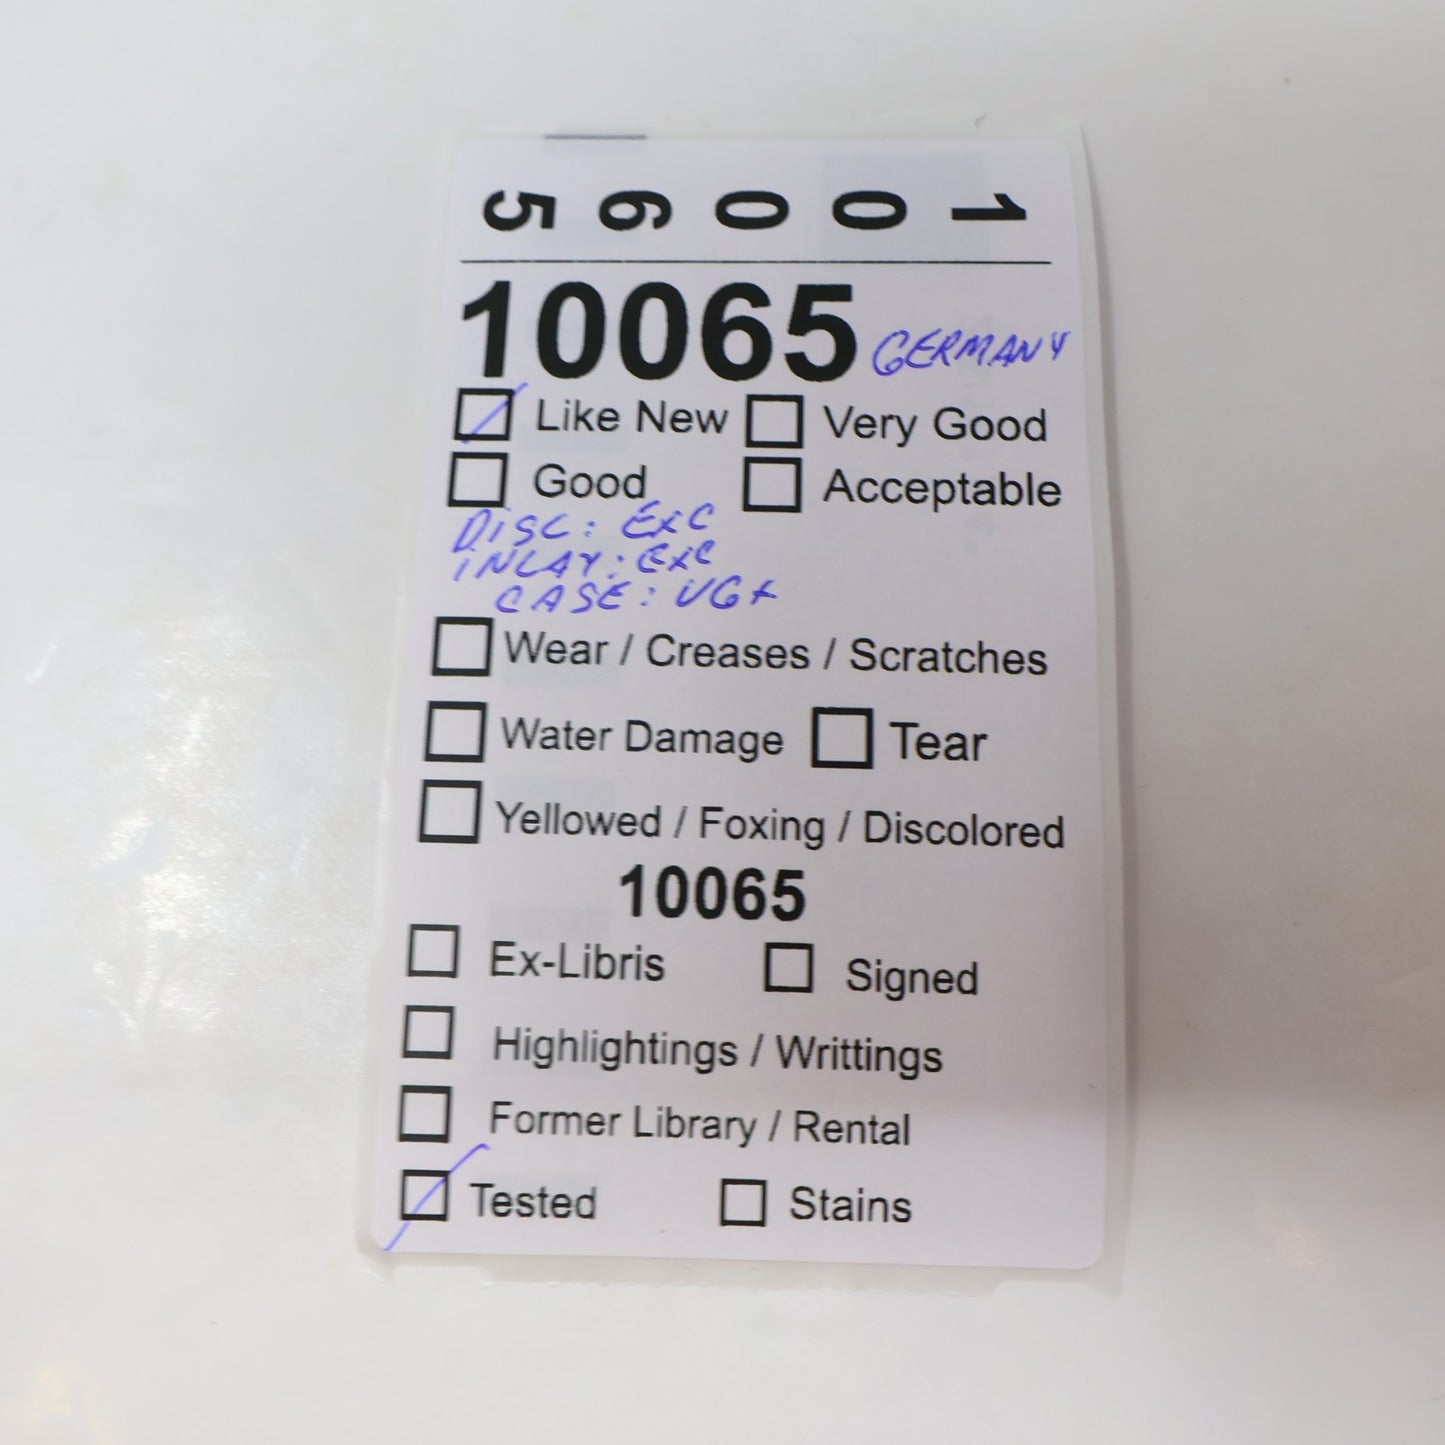 10065
10065 GERMANY
Like New Very Good
Good Acceptable
DISC: EXC
INLAY: EXC
CASE: VG+
Wear / Creases / Scratches
Water Damage Tear
Yellowed / Foxing / Discolored
10065
Ex-Libris Signed
Highlightings / Writtings
Former Library / Rental
Tested Stains